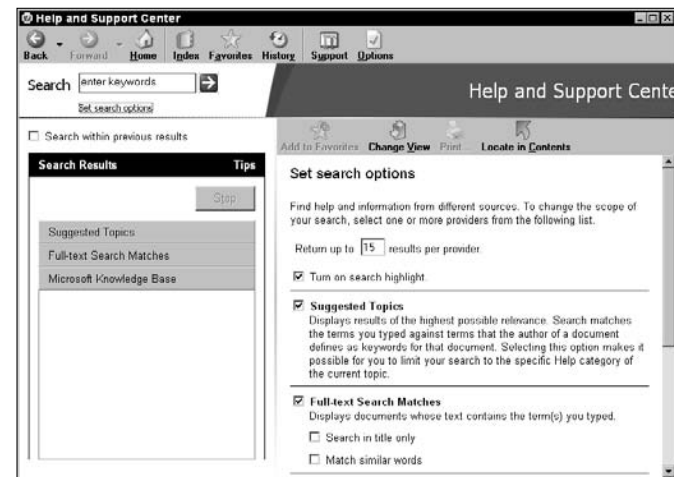 Help and Support Center
Back Forward Home Index Favorites History Support Options
Search enter keywords
Set search options
Help and Support Cente
Search within previous results
Search Results Tips
Stop
Suggested Topics
Full-text Search Matches
Microsoft Knowledge Base
Add to Favorites Change View Print... Locate in Contents
Set search options
Find help and information from different sources. To change the scope of
your search, select one or more providers from the following list.
Return up to 15 results per provider.
Turn on search highlight.
Suggested Topics
Displays results of the highest possible relevance. Search matches
the terms you typed against terms that the author of a document
defines as keywords for that document. Selecting this option makes it
possible for you to limit your search to the specific Help category of
the current topic.
Full-text Search Matches
Displays documents whose text contains the term(s) you typed.
Search in title only
Match similar words